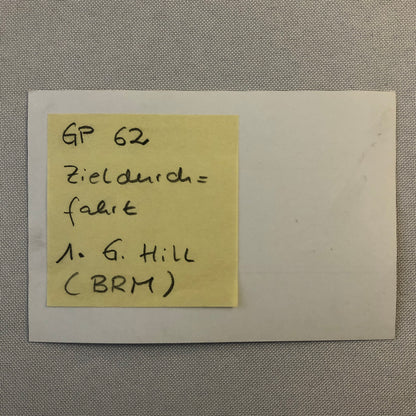 GP 62
Zieldurch=
fahrt
1. G. Hill
(BRM)